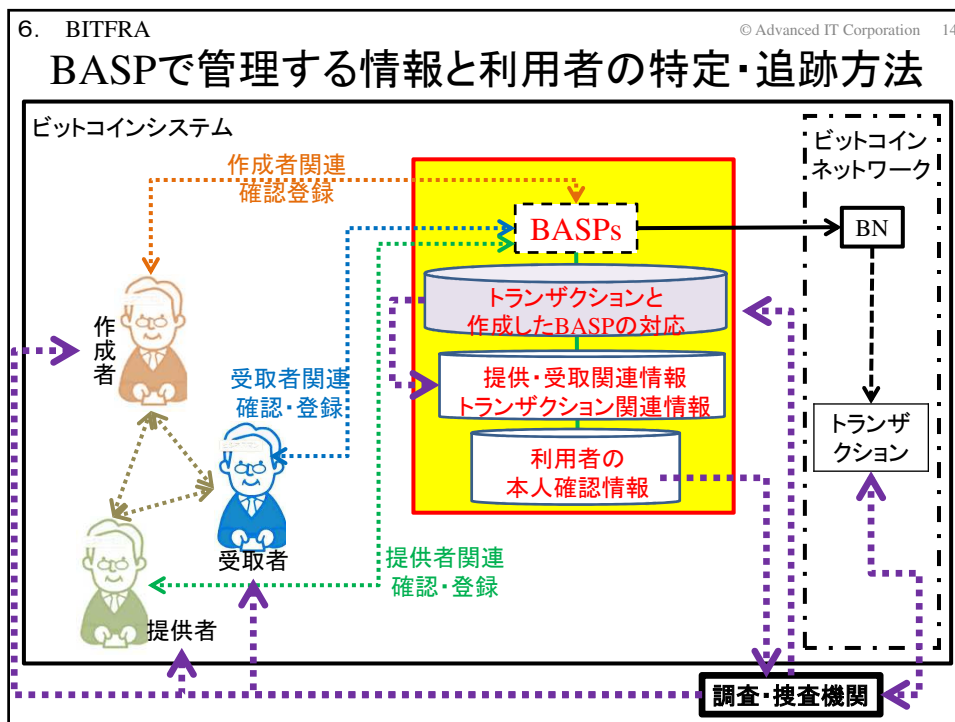 6. BITFRA
© Advanced IT Corporation 14
BASPで管理する情報と利用者の特定・追跡方法
ビットコインシステム
ビットコイン
ネットワーク
作成者関連
確認登録
BASPs
BN
トランザクションと
作成したBASPの対応
作成者
受取者関連
確認・登録
提供・受取関連情報
トランザクション関連情報
トランザ
クション
利用者の
本人確認情報
受取者
提供者関連
確認・登録
提供者
調査・捜査機関